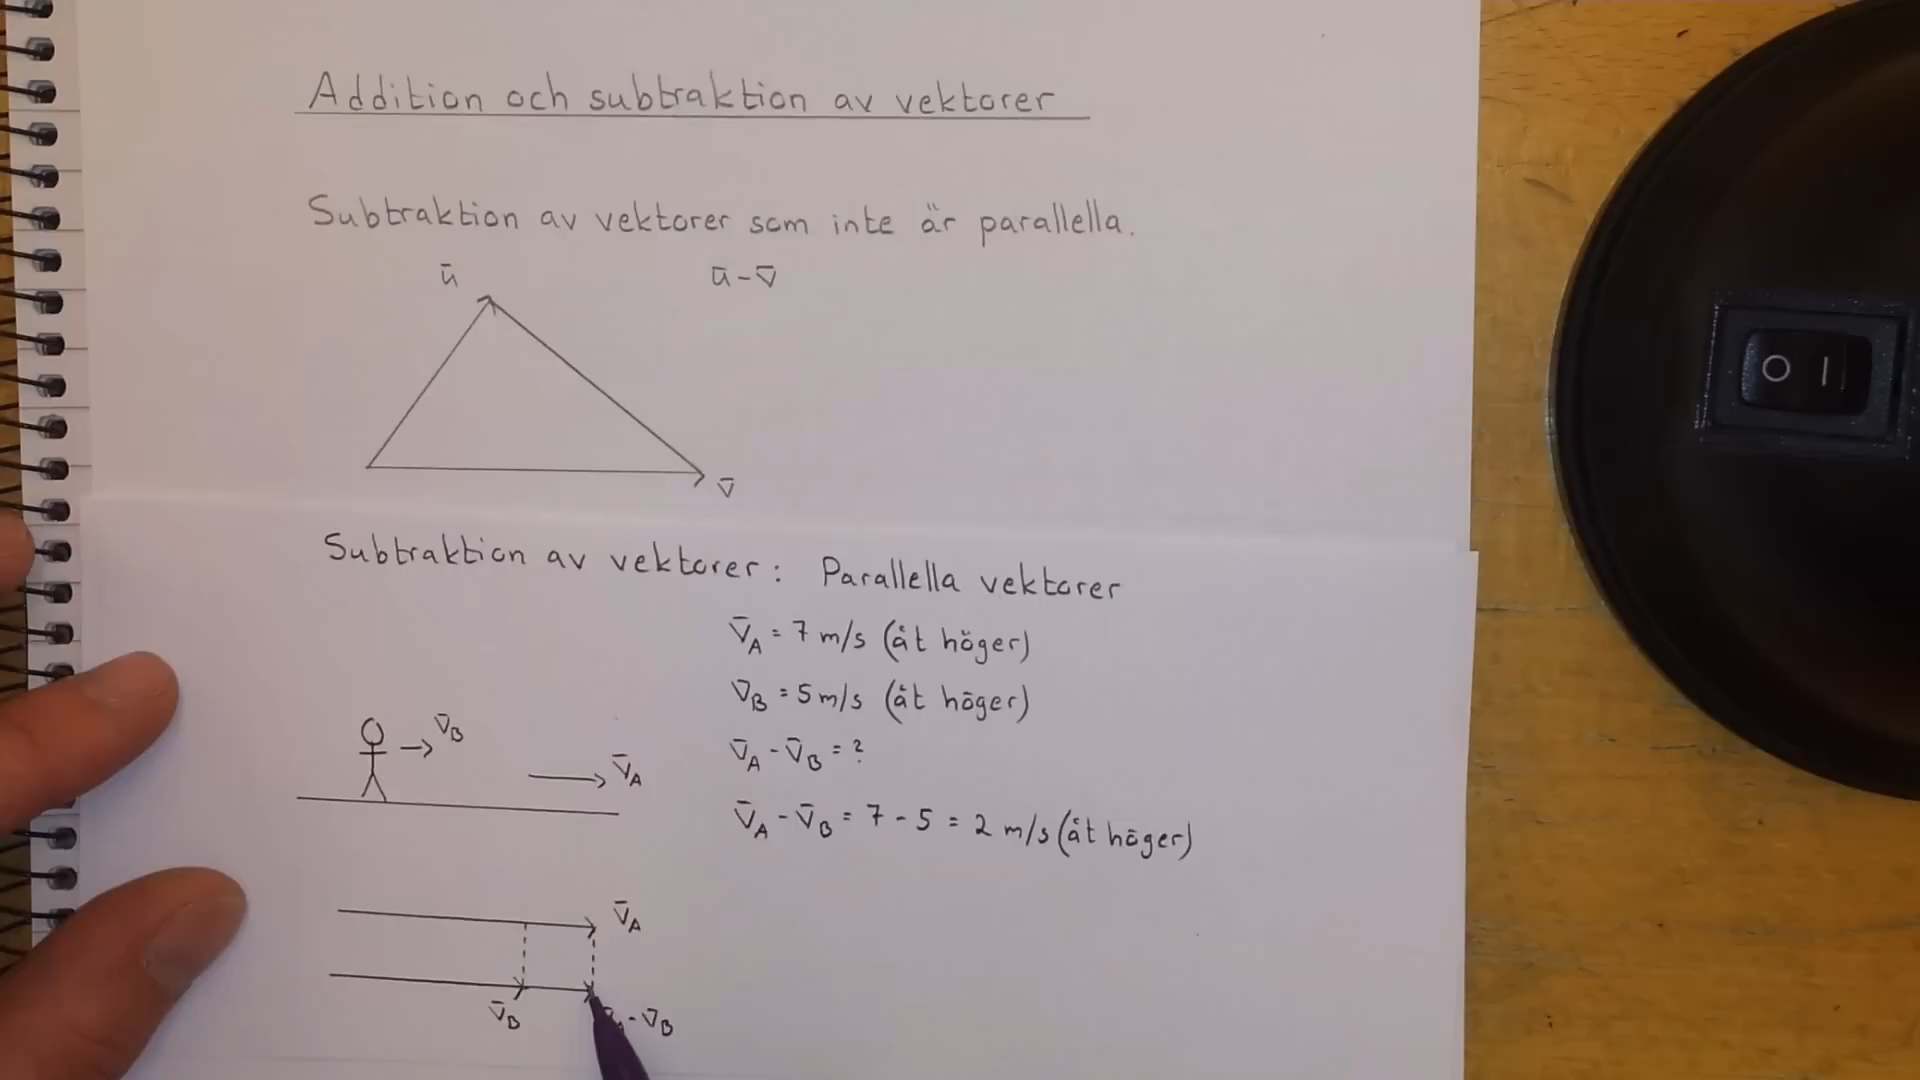 Addition och subtraktion av vektorer
Subtraktion av vektorer som inte är parallella.
ū
ū - v̄
v̄
Subtraktion av vektorer: Parallella vektorer
v̄A = 7 m/s (åt höger)
v̄B = 5 m/s (åt höger)
v̄A - v̄B = ?
v̄A - v̄B = 7 - 5 = 2 m/s (åt höger)
v̄B
v̄A
v̄A
v̄B
- v̄B
O I